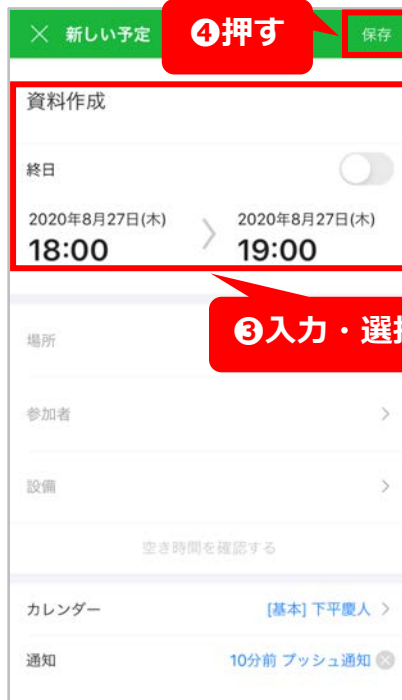 新しい予定
❹押す
保存
資料作成
終日
2020年8月27日(木)
18:00
2020年8月27日(木)
19:00
❸入力・選択
場所
参加者
設備
空き時間を確認する
カレンダー
[基本] 下平慶人
通知
10分前 プッシュ通知